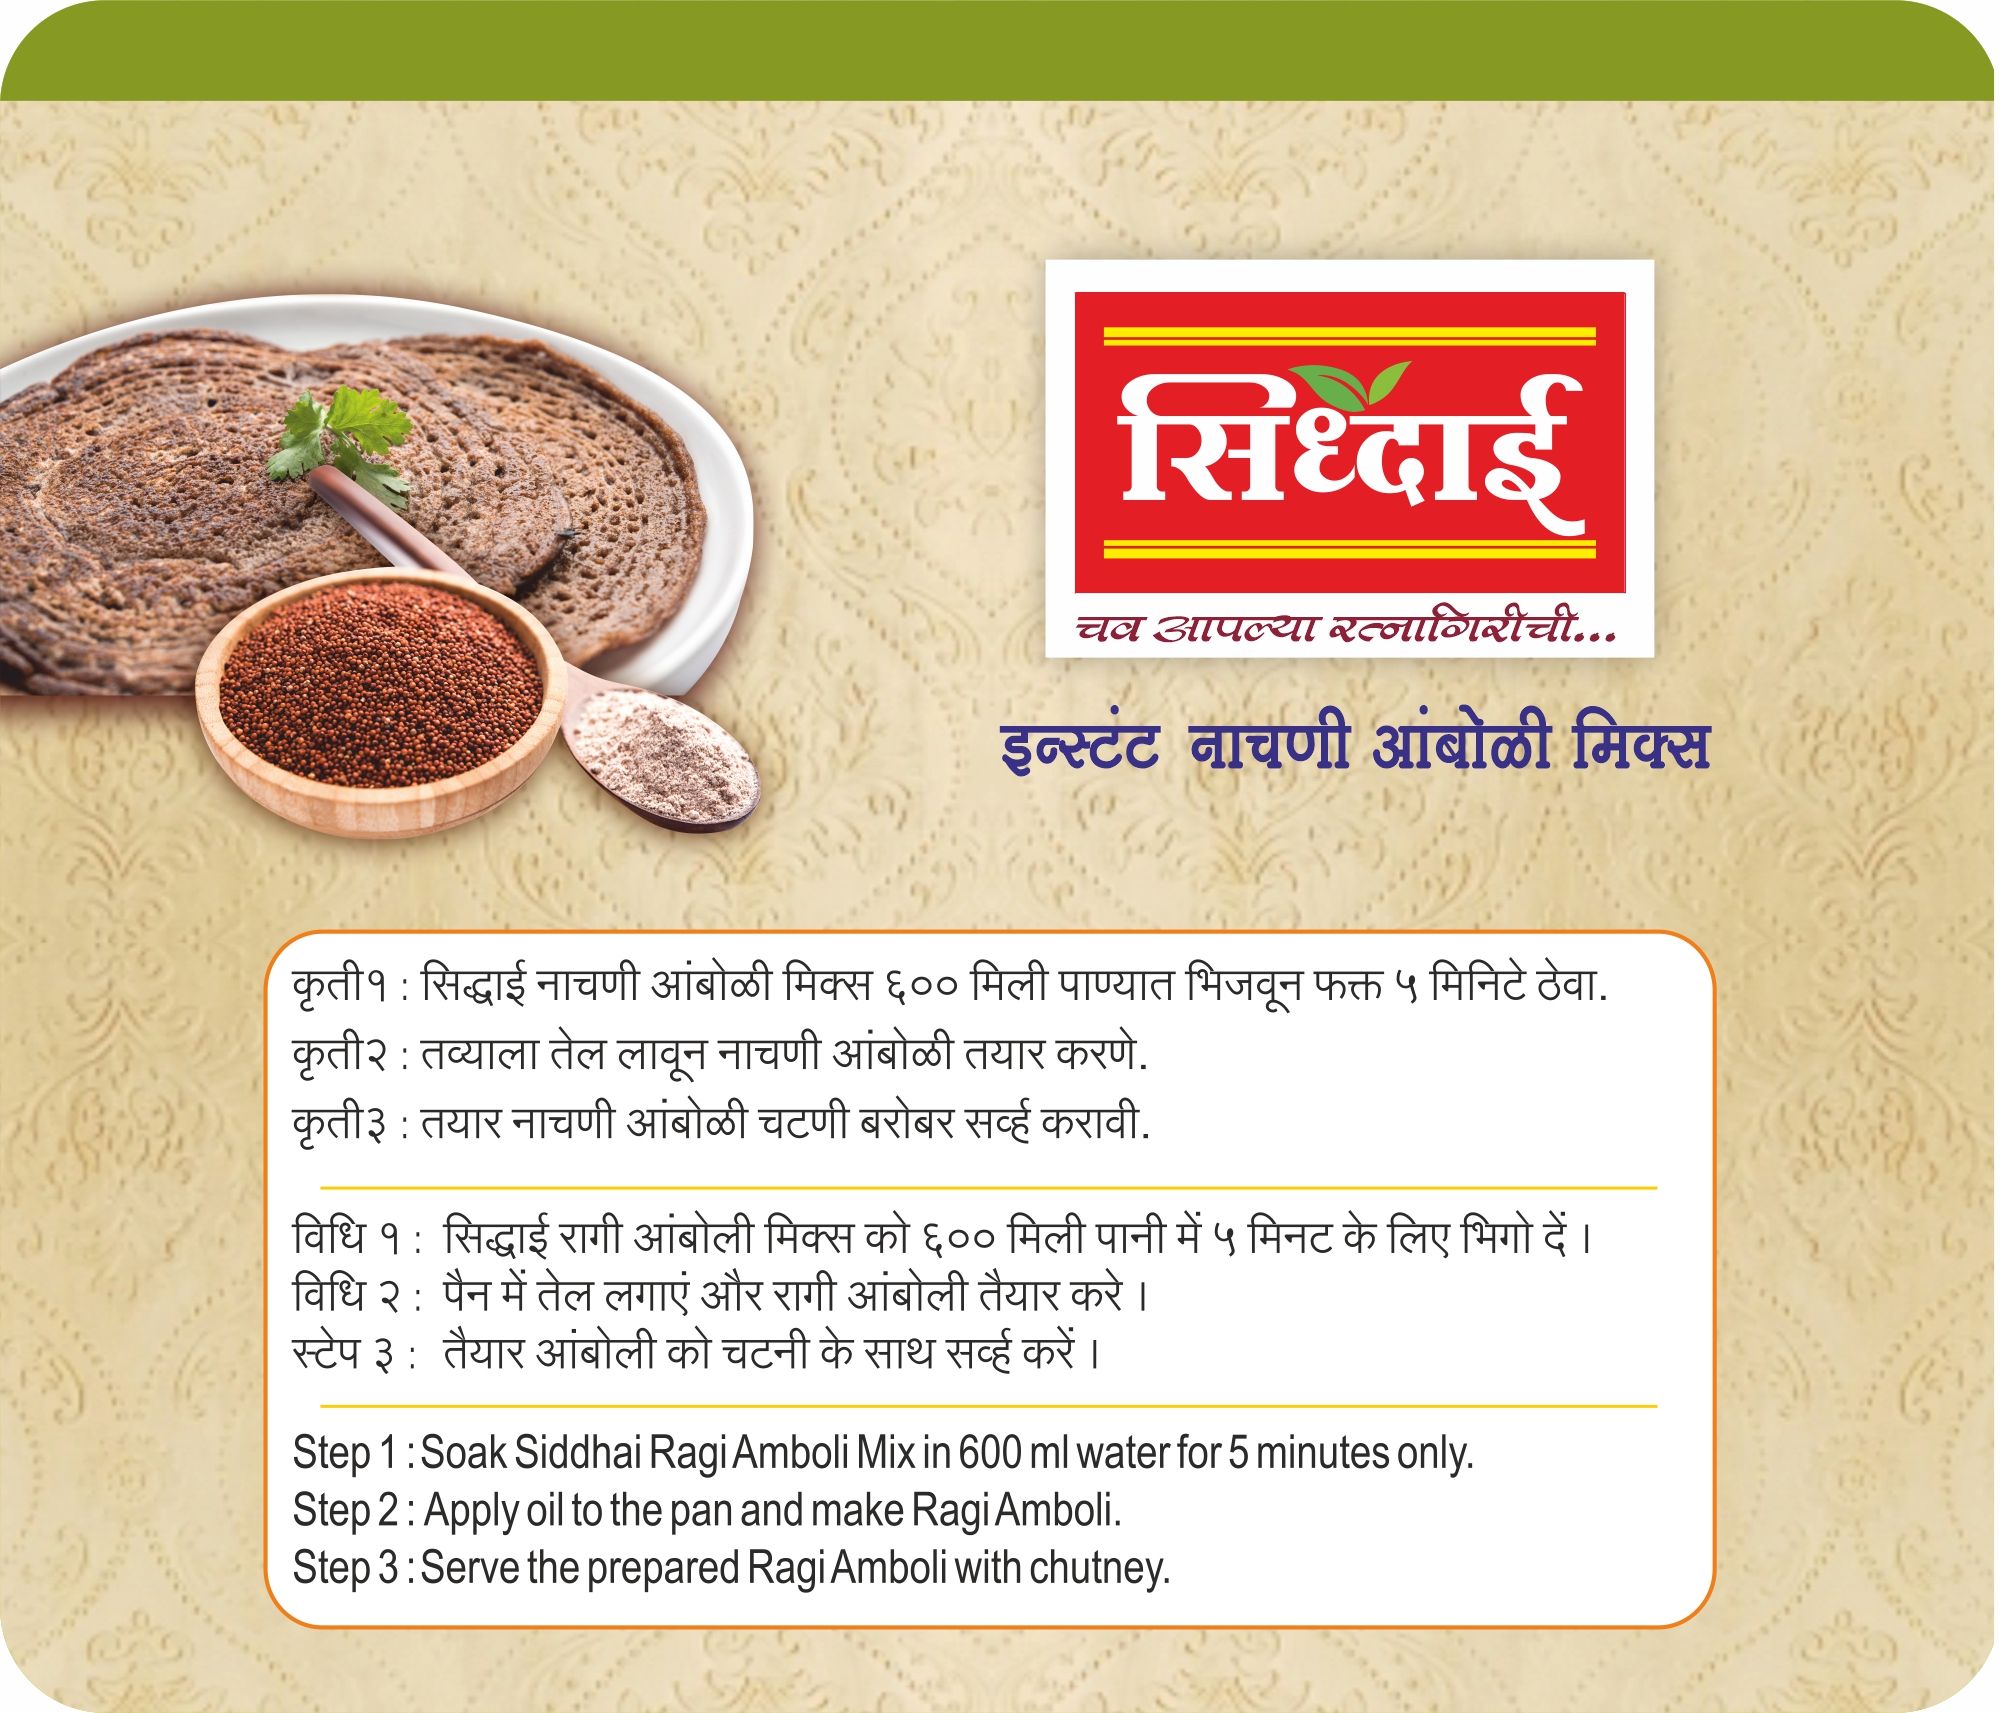 सिध्दाई
चव आपल्या रत्नागिरीची...
इन्स्टंट नाचणी आंबोळी मिक्स
कृती१ : सिद्धाई नाचणी आंबोळी मिक्स ६०० मिली पाण्यात भिजवून फक्त ५ मिनिटे ठेवा.
कृती२ : तव्याला तेल लावून नाचणी आंबोळी तयार करणे.
कृती३ : तयार नाचणी आंबोळी चटणी बरोबर सर्व्ह करावी.
विधि १ : सिद्धाई रागी आंबोली मिक्स को ६०० मिली पानी में ५ मिनट के लिए भिगो दें ।
विधि २ : पैन में तेल लगाएं और रागी आंबोली तैयार करे ।
स्टेप ३ : तैयार आंबोली को चटनी के साथ सर्व्ह करें ।
Step 1 : Soak Siddhai Ragi Amboli Mix in 600 ml water for 5 minutes only.
Step 2 : Apply oil to the pan and make Ragi Amboli.
Step 3 : Serve the prepared Ragi Amboli with chutney.